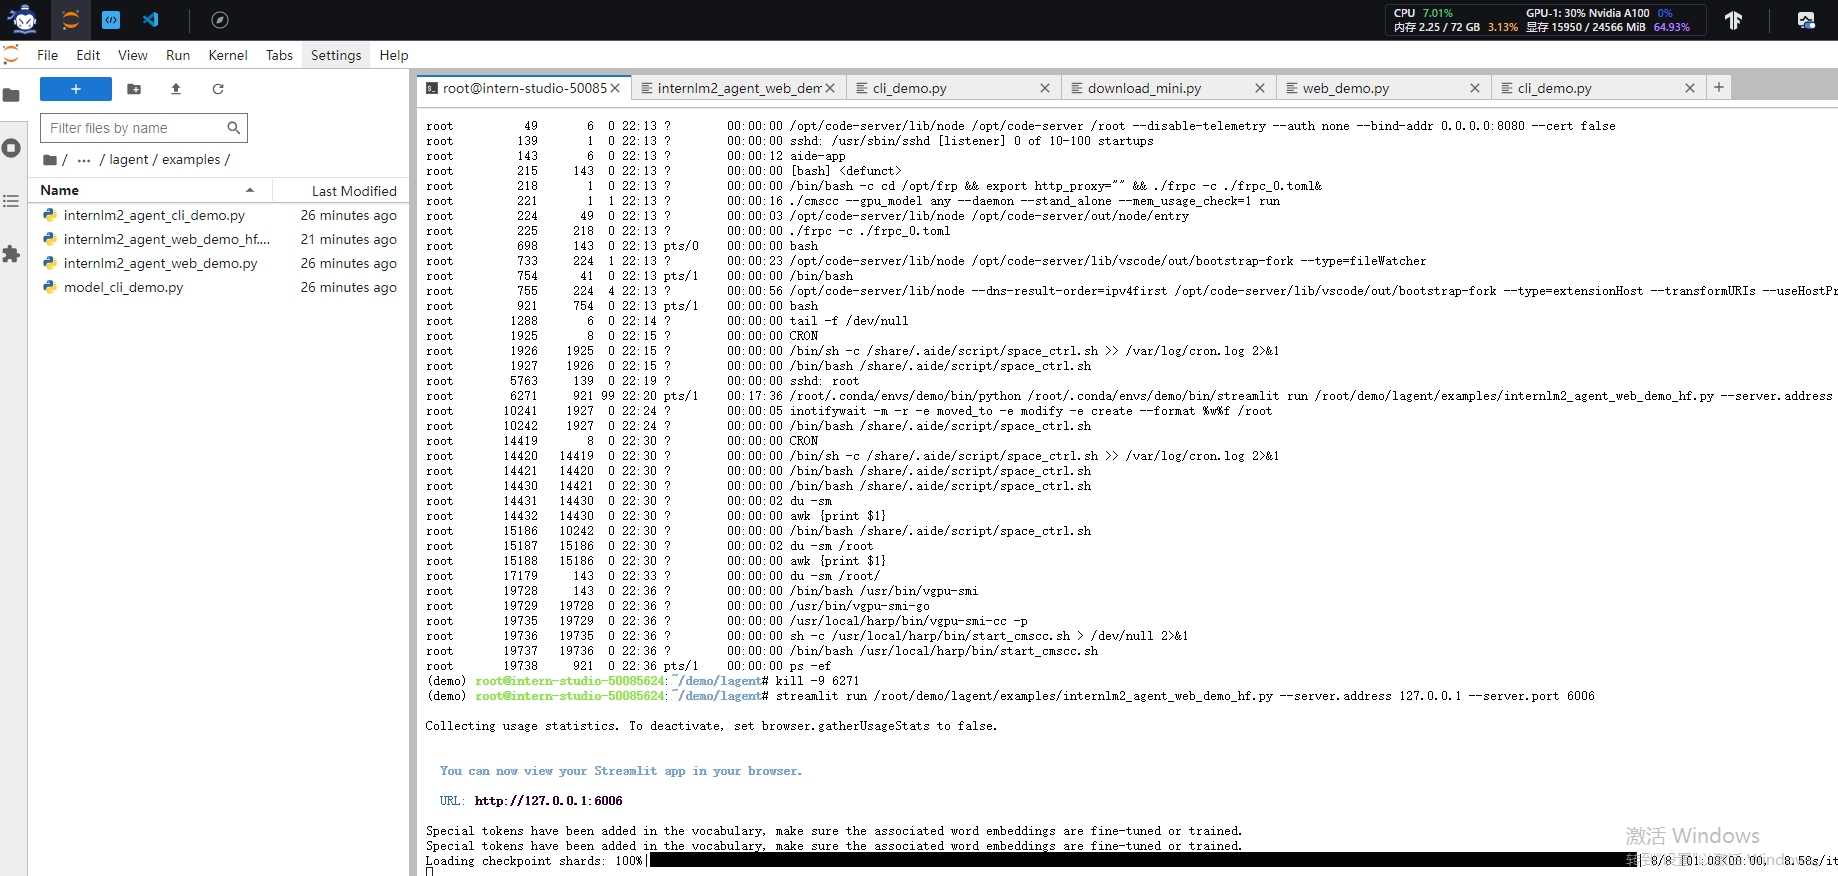 CPU 7.01% GPU-1: 30% Nvidia A100 0%
内存 2.25 / 72 GB 3.13% 显存 15950 / 24566 MiB 64.93%
File Edit View Run Kernel Tabs Settings Help
root@intern-studio-50085 internlm2_agent_web_den cli_demo.py download_mini.py web_demo.py cli_demo.py
Filter files by name
/ ··· / lagent / examples /
Name Last Modified
internlm2_agent_cli_demo.py 26 minutes ago
internlm2_agent_web_demo_hf.... 21 minutes ago
internlm2_agent_web_demo.py 26 minutes ago
model_cli_demo.py 26 minutes ago
root 49 6 0 22:13 ? 00:00:00 /opt/code-server/lib/node /opt/code-server /root --disable-telemetry --auth none --bind-addr 0.0.0.0:8080 --cert false
root 139 1 0 22:13 ? 00:00:00 sshd: /usr/sbin/sshd [listener] 0 of 10-100 startups
root 143 6 0 22:13 ? 00:00:12 aide-app
root 215 143 0 22:13 ? 00:00:00 [bash] <defunct>
root 218 1 0 22:13 ? 00:00:00 /bin/bash -c cd /opt/frp && export http_proxy="" && ./frpc -c ./frpc_0.toml&
root 221 1 1 22:13 ? 00:00:16 ./cmscc --gpu_model any --daemon --stand_alone --mem_usage_check=1 run
root 224 49 0 22:13 ? 00:00:03 /opt/code-server/lib/node /opt/code-server/out/node/entry
root 225 218 0 22:13 ? 00:00:00 ./frpc -c ./frpc_0.toml
root 698 143 0 22:13 pts/0 00:00:00 bash
root 733 224 1 22:13 ? 00:00:23 /opt/code-server/lib/node /opt/code-server/lib/vscode/out/bootstrap-fork --type=fileWatcher
root 754 41 0 22:13 pts/1 00:00:00 /bin/bash
root 755 224 4 22:13 ? 00:00:56 /opt/code-server/lib/node --dns-result-order=ipv4first /opt/code-server/lib/vscode/out/bootstrap-fork --type=extensionHost --transformURIs --useHostPr
root 921 754 0 22:13 pts/1 00:00:00 bash
root 1288 6 0 22:14 ? 00:00:00 tail -f /dev/null
root 1925 8 0 22:15 ? 00:00:00 CRON
root 1926 1925 0 22:15 ? 00:00:00 /bin/sh -c /share/.aide/script/space_ctrl.sh >> /var/log/cron.log 2>&1
root 1927 1926 0 22:15 ? 00:00:00 /bin/bash /share/.aide/script/space_ctrl.sh
root 5763 139 0 22:19 ? 00:00:00 sshd: root
root 6271 921 99 22:20 pts/1 00:17:36 /root/.conda/envs/demo/bin/python /root/.conda/envs/demo/bin/streamlit run /root/demo/lagent/examples/internlm2_agent_web_demo_hf.py --server.address
root 10241 1927 0 22:24 ? 00:00:05 inotifywait -m -r -e moved_to -e modify -e create --format %w%f /root
root 10242 1927 0 22:24 ? 00:00:00 /bin/bash /share/.aide/script/space_ctrl.sh
root 14419 8 0 22:30 ? 00:00:00 CRON
root 14420 14419 0 22:30 ? 00:00:00 /bin/sh -c /share/.aide/script/space_ctrl.sh >> /var/log/cron.log 2>&1
root 14421 14420 0 22:30 ? 00:00:00 /bin/bash /share/.aide/script/space_ctrl.sh
root 14430 14421 0 22:30 ? 00:00:00 /bin/bash /share/.aide/script/space_ctrl.sh
root 14431 14430 0 22:30 ? 00:00:02 du -sm
root 14432 14430 0 22:30 ? 00:00:00 awk {print $1}
root 15186 10242 0 22:30 ? 00:00:00 /bin/bash /share/.aide/script/space_ctrl.sh
root 15187 15186 0 22:30 ? 00:00:02 du -sm /root
root 15188 15186 0 22:30 ? 00:00:00 awk {print $1}
root 17179 143 0 22:33 ? 00:00:00 du -sm /root/
root 19728 143 0 22:36 ? 00:00:00 /bin/bash /usr/bin/vgpu-smi
root 19729 19728 0 22:36 ? 00:00:00 /usr/bin/vgpu-smi-go
root 19735 19729 0 22:36 ? 00:00:00 /usr/local/harp/bin/vgpu-smi-cc -p
root 19736 19735 0 22:36 ? 00:00:00 sh -c /usr/local/harp/bin/start_cmscc.sh > /dev/null 2>&1
root 19737 19736 0 22:36 ? 00:00:00 /bin/bash /usr/local/harp/bin/start_cmscc.sh
root 19738 921 0 22:36 pts/1 00:00:00 ps -ef
(demo) root@intern-studio-50085624:~/demo/lagent# kill -9 6271
(demo) root@intern-studio-50085624:~/demo/lagent# streamlit run /root/demo/lagent/examples/internlm2_agent_web_demo_hf.py --server.address 127.0.0.1 --server.port 6006
Collecting usage statistics. To deactivate, set browser.gatherUsageStats to false.
You can now view your Streamlit app in your browser.
URL: http://127.0.0.1:6006
Special tokens have been added in the vocabulary, make sure the associated word embeddings are fine-tuned or trained.
Special tokens have been added in the vocabulary, make sure the associated word embeddings are fine-tuned or trained.
激活 Windows
Loading checkpoint shards: 100%| | 8/8 8.58s/it